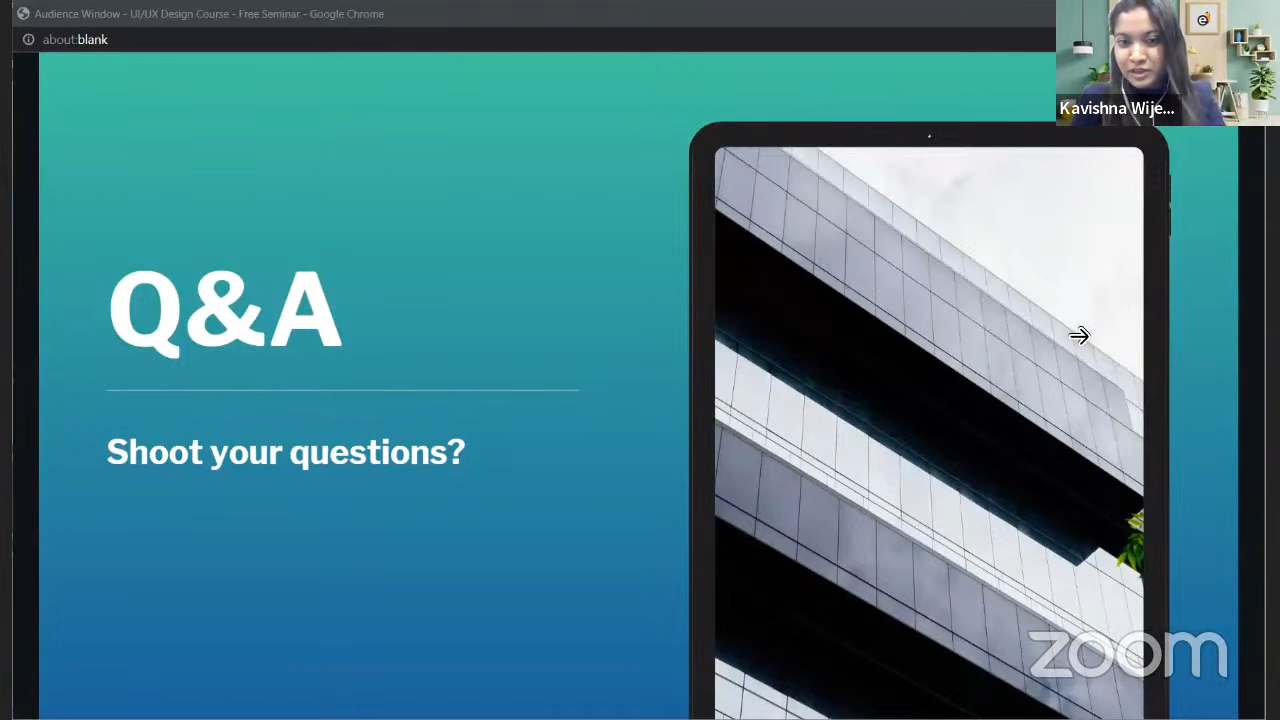 Audience Window - UI/UX Design Course - Free Seminar - Google Chrome
about:blank
Kavishna Wije...
Q&A
Shoot your questions?
zoom